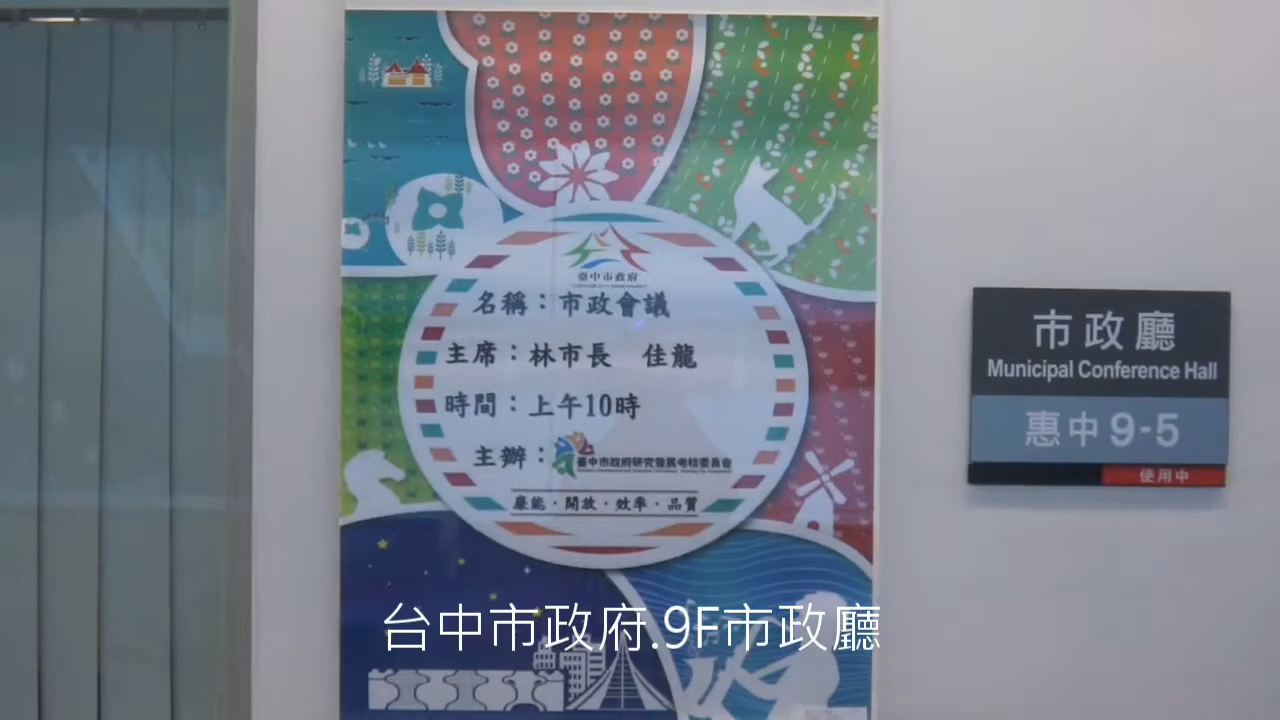 臺中市政府
名稱：市政會議
主席：林市長 佳龍
時間：上午10時
主辦：臺中市政府研究發展考核委員會
廉能·開放·效率·品質
市政廳
Municipal Conference Hall
惠中9-5
使用中
台中市政府.9F市政廳